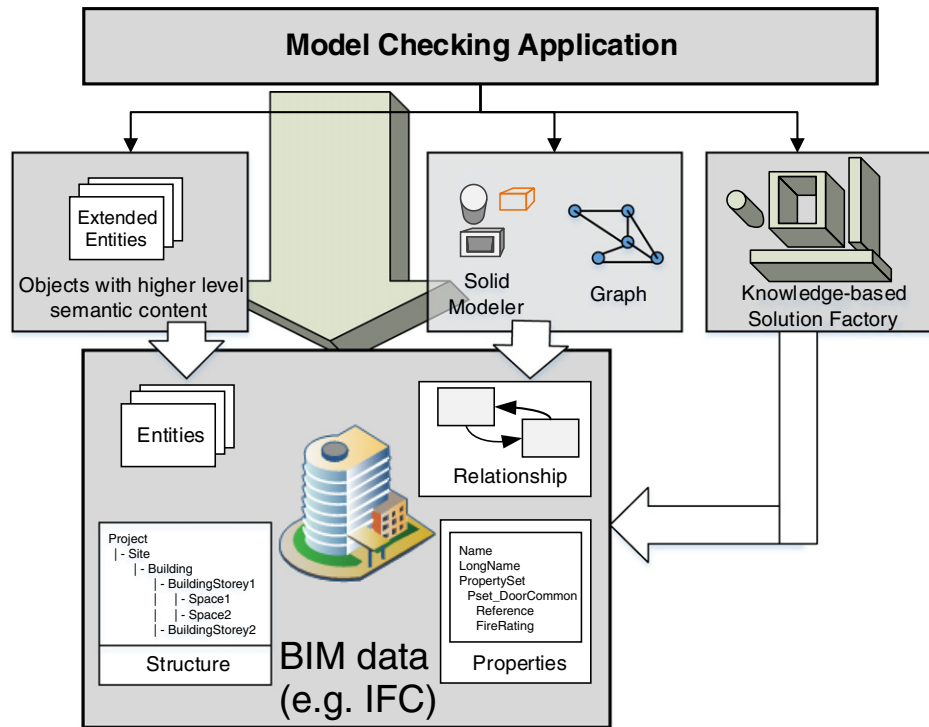 Model Checking Application
Extended
Entities
Objects with higher level
semantic content
Solid
Modeler
Graph
Knowledge-based
Solution Factory
Entities
Relationship
Project
|- Site
|- Building
|- BuildingStorey1
| |- Space1
| |- Space2
|- BuildingStorey2
Structure
BIM data
(e.g. IFC)
Name
LongName
PropertySet
Pset_DoorCommon
Reference
FireRating
Properties